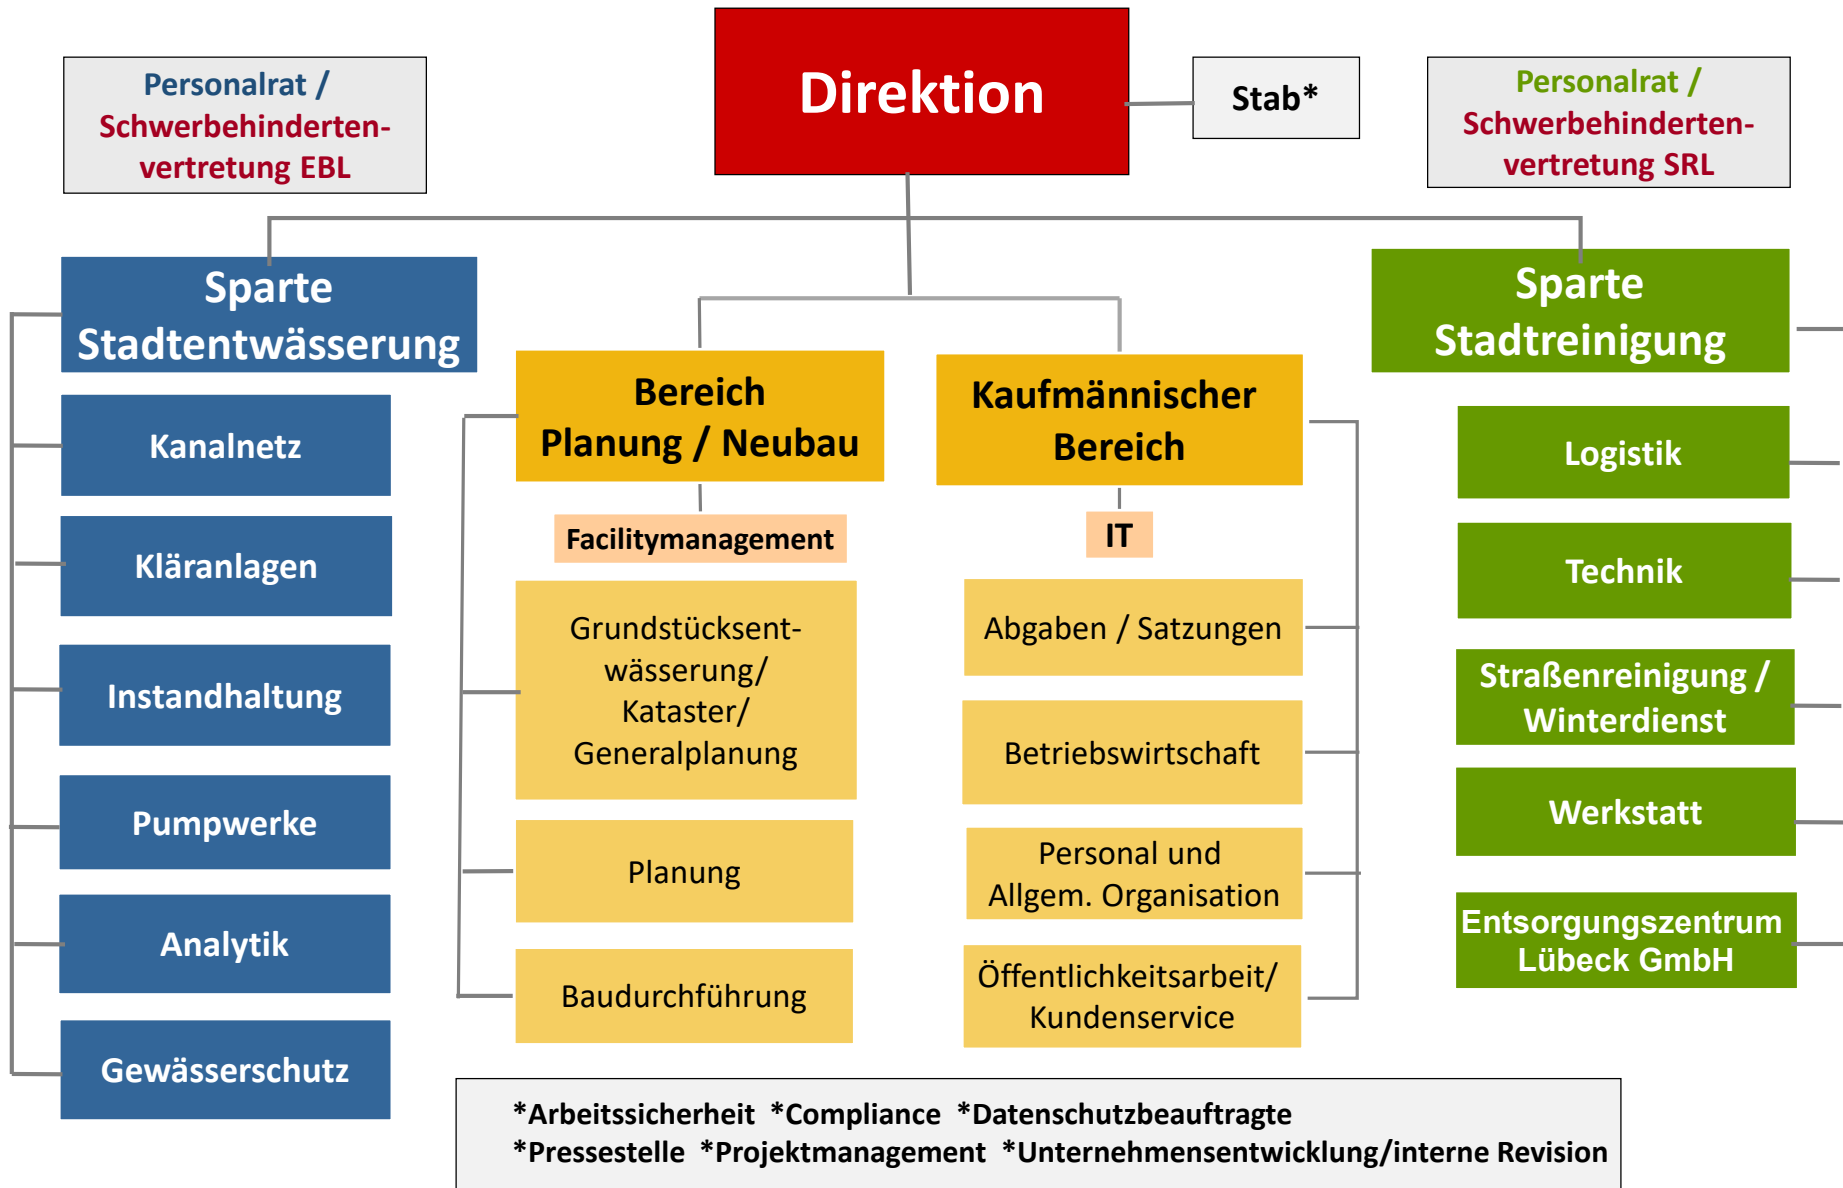 Direktion
Stab*
Personalrat /
Schwerbehinderten-
vertretung EBL
Personalrat /
Schwerbehinderten-
vertretung SRL
Sparte
Stadtentwässerung
Kanalnetz
Kläranlagen
Instandhaltung
Pumpwerke
Analytik
Gewässerschutz
Bereich
Planung / Neubau
Facilitymanagement
Grundstücksent-
wässerung/
Kataster/
Generalplanung
Planung
Baudurchführung
Kaufmännischer
Bereich
IT
Abgaben / Satzungen
Betriebswirtschaft
Personal und
Allgem. Organisation
Öffentlichkeitsarbeit/
Kundenservice
Sparte
Stadtreinigung
Logistik
Technik
Straßenreinigung /
Winterdienst
Werkstatt
Entsorgungszentrum
Lübeck GmbH
*Arbeitssicherheit *Compliance *Datenschutzbeauftragte
*Pressestelle *Projektmanagement *Unternehmensentwicklung/interne Revision